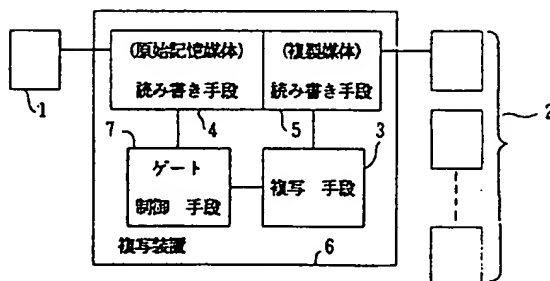 (原始記憶媒体)
(複製媒体)
読み書き手段
読み書き手段
1
4
5
2
7
3
ゲート
制御 手段
複写 手段
複写装置
6